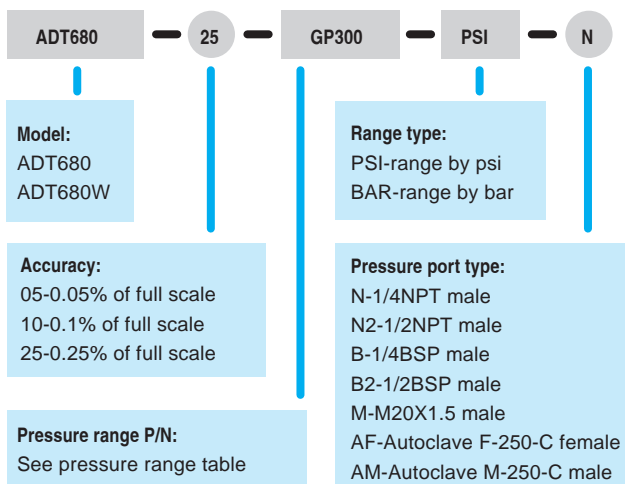 ADT680 25 GP300 PSI N
Model:
ADT680
ADT680W
Range type:
PSI-range by psi
BAR-range by bar
Accuracy:
05-0.05% of full scale
10-0.1% of full scale
25-0.25% of full scale
Pressure port type:
N-1/4NPT male
N2-1/2NPT male
B-1/4BSP male
B2-1/2BSP male
M-M20X1.5 male
AF-Autoclave F-250-C female
AM-Autoclave M-250-C male
Pressure range P/N:
See pressure range table